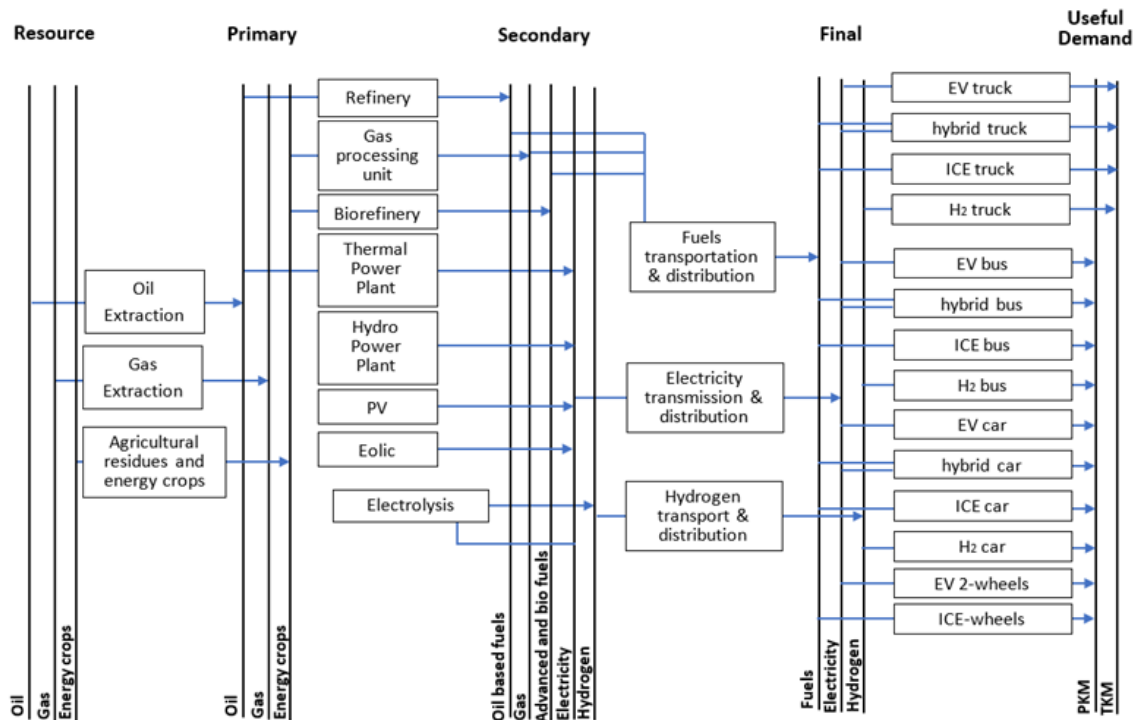 Resource
Primary
Secondary
Final
Useful
Demand
Oil
Extraction
Gas
Extraction
Agricultural
residues and
energy crops
Refinery
Gas
processing
unit
Biorefinery
Thermal
Power
Plant
Hydro
Power
Plant
PV
Eolic
Electrolysis
Fuels
transportation
& distribution
Electricity
transmission &
distribution
Hydrogen
transport &
distribution
EV truck
hybrid truck
ICE truck
H2 truck
EV bus
hybrid bus
ICE bus
H2 bus
EV car
hybrid car
ICE car
H2 car
EV 2-wheels
ICE-wheels
Oil
Gas
Energy crops
Oil
Gas
Energy crops
Oil based fuels
Gas
Advanced and bio fuels
Electricity
Hydrogen
Fuels
Electricity
Hydrogen
PKM
TKM